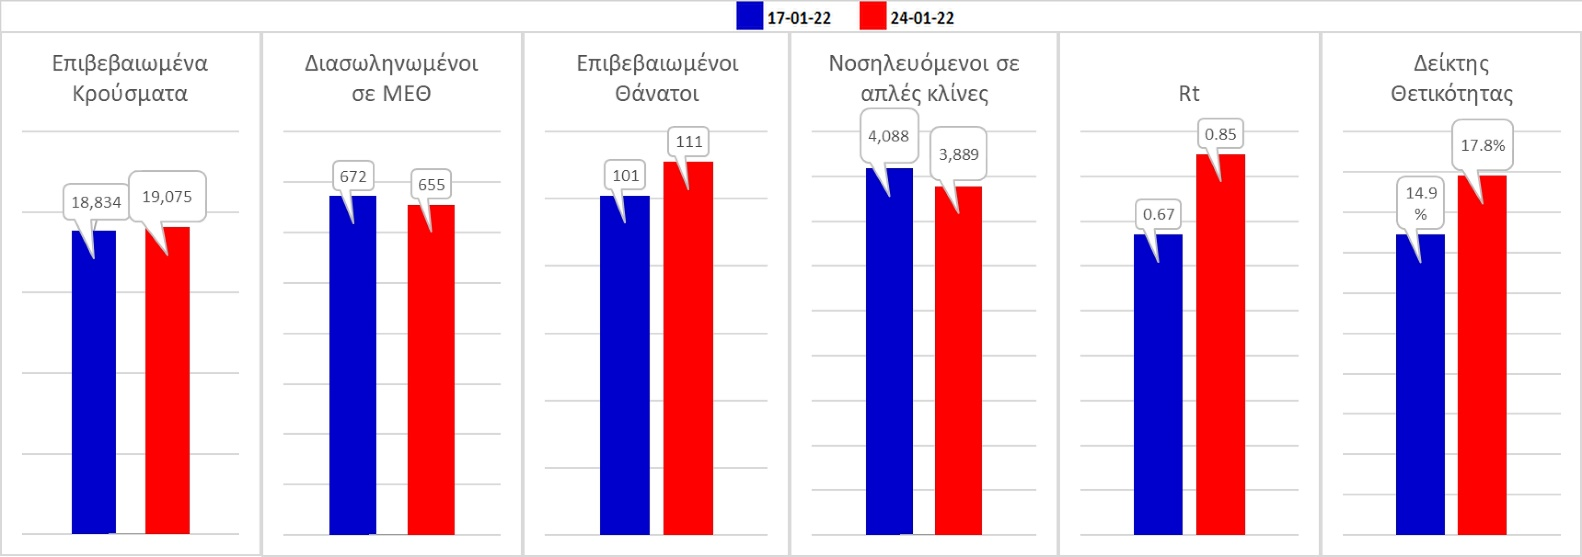 17-01-22
24-01-22
Επιβεβαιωμένα
Κρούσματα
18,834
19,075
Διασωληνωμένοι
σε ΜΕΘ
672
655
Επιβεβαιωμένοι
Θάνατοι
101
111
Νοσηλευόμενοι σε
απλές κλίνες
4,088
3,889
Rt
0.67
0.85
Δείκτης
Θετικότητας
14.9
%
17.8%